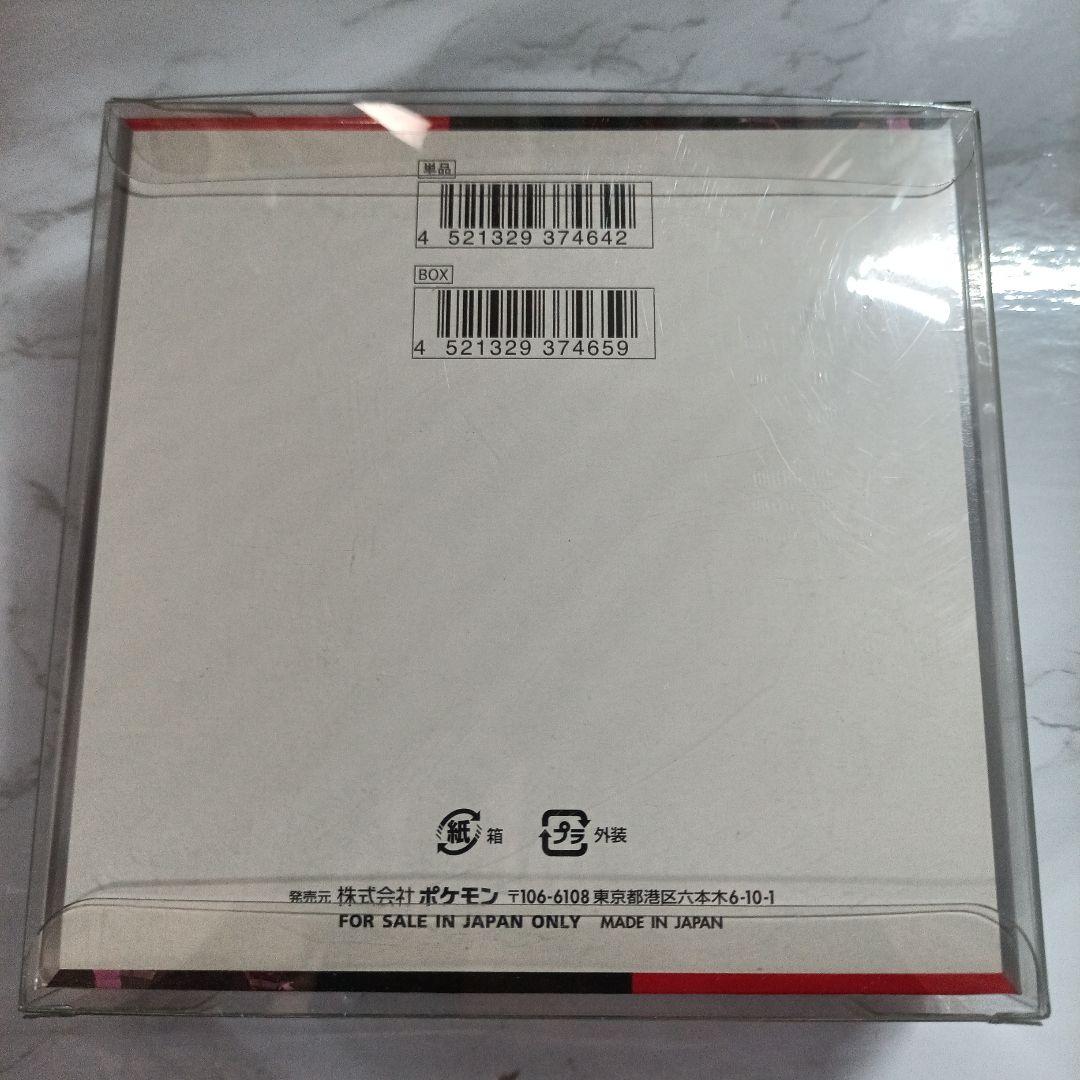 単品
4 521329 374642
BOX
4 521329 374659
紙 箱 プラ 外装
発売元 株式会社 ポケモン 〒106-6108 東京都港区六本木6-10-1
FOR SALE IN JAPAN ONLY MADE IN JAPAN